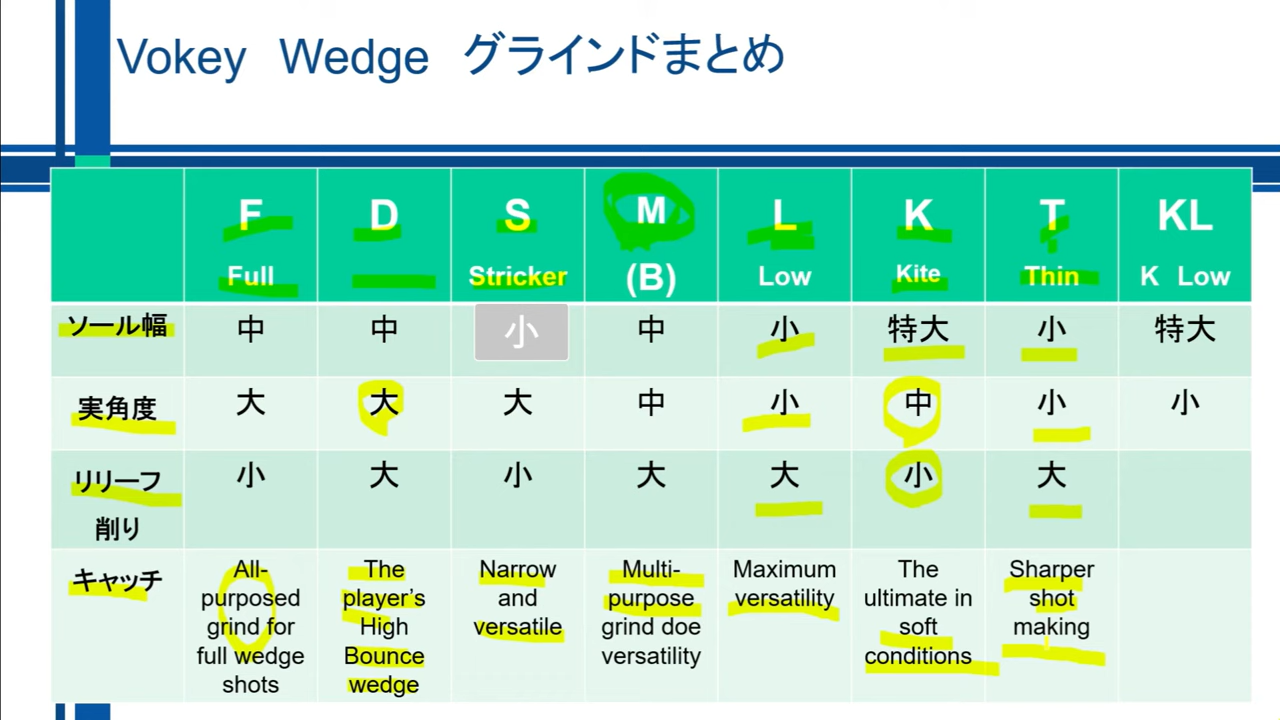 Vokey Wedge グラインドまとめ
F D S M L K T KL
Full Stricker (B) Low Kite Thin K Low
ソール幅 中 中 小 中 小 特大 小 特大
実角度 大 大 大 中 小 中 小 小
リリーフ 小 大 小 大 大 小 大
削り
キャッチ
All-
purposed
grind for
full wedge
shots
The
player's
High
Bounce
wedge
Narrow
and
versatile
Multi-
purpose
grind doe
versatility
Maximum
versatility
The
ultimate in
soft
conditions
Sharper
shot
making